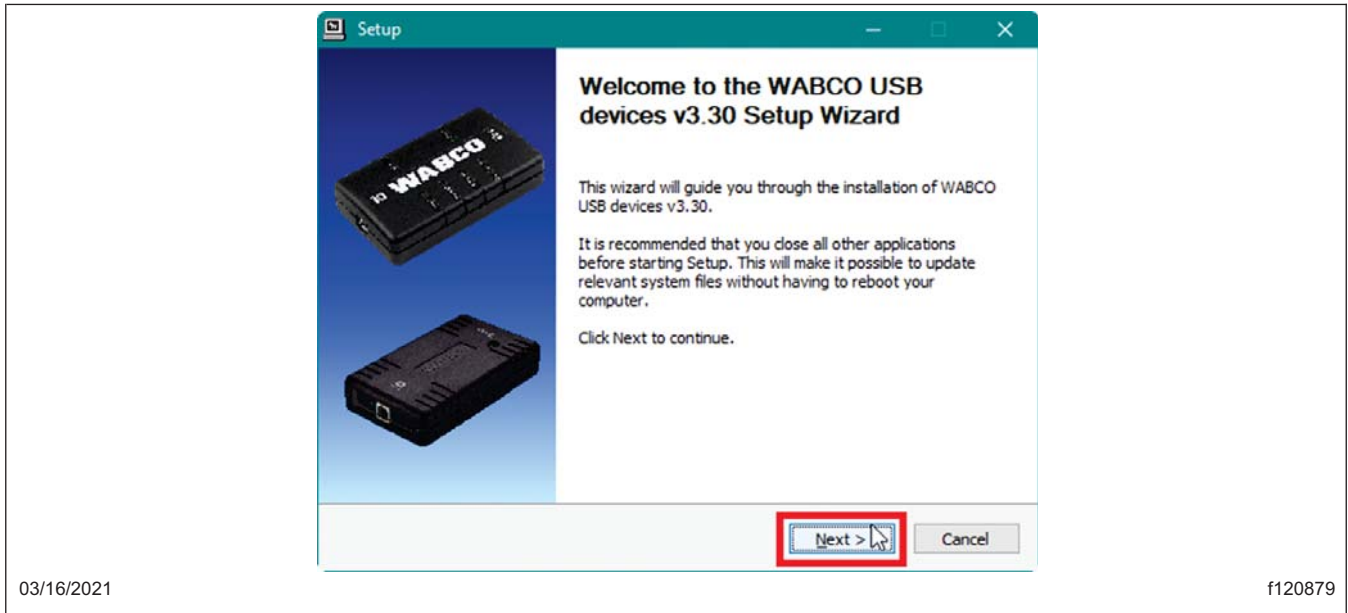 Setup
WABCO
Welcome to the WABCO USB
devices v3.30 Setup Wizard
This wizard will guide you through the installation of WABCO
USB devices v3.30.
It is recommended that you close all other applications
before starting Setup. This will make it possible to update
relevant system files without having to reboot your
computer.
Click Next to continue.
Next >
Cancel
03/16/2021
f120879